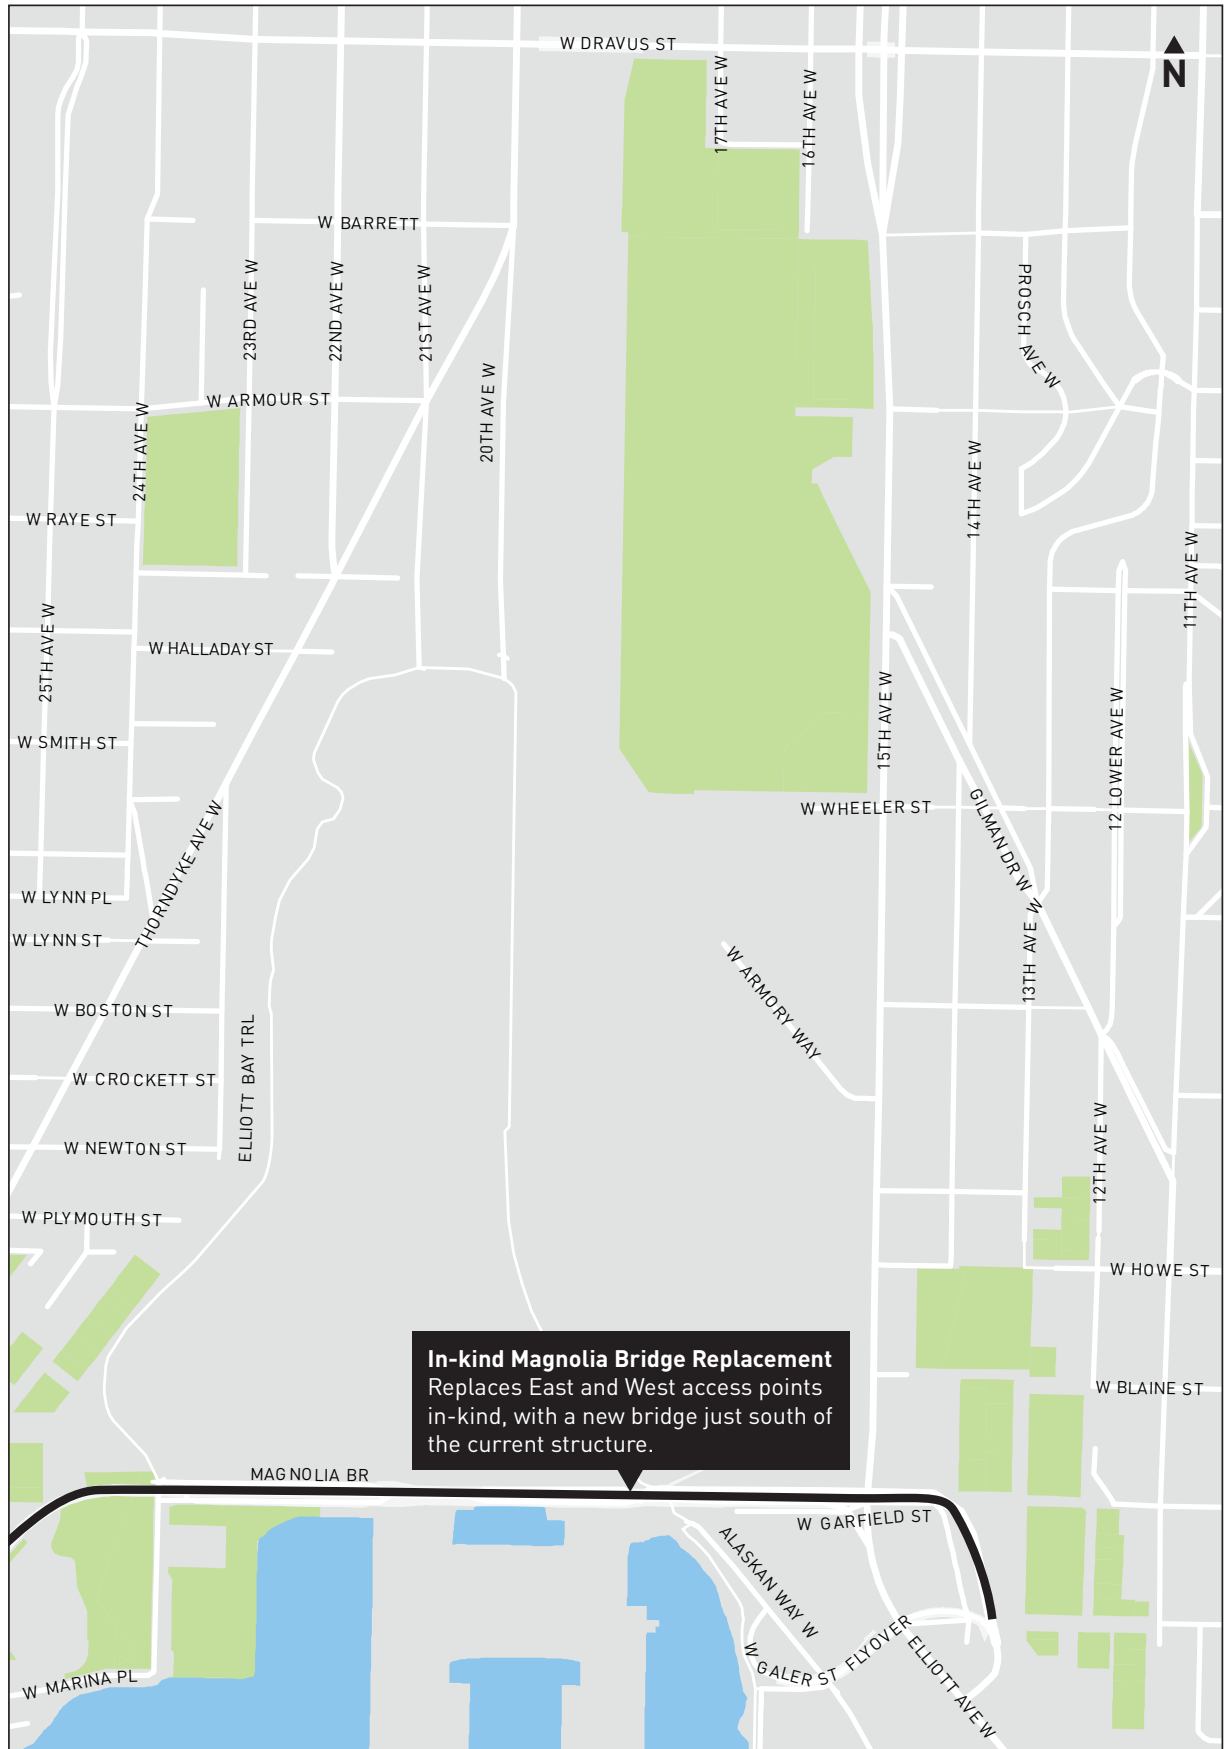 W DRAVUS ST
N
17TH AVE W
16TH AVE W
W BARRETT
23RD AVE W
22ND AVE W
21ST AVE W
PROSCH AVE W
20TH AVE W
W ARMOUR ST
24TH AVE W
14TH AVE W
W RAYE ST
11TH AVE W
25TH AVE W
W HALLADAY ST
15TH AVE W
12 LOWER AVE W
W SMITH ST
W WHEELER ST
GILMAN DR W
THORNDYKE AVE W
W LYNN PL
13TH AVE W
W LYNN ST
W ARMORY WAY
W BOSTON ST
ELLIOTT BAY TRL
W CROCKETT ST
12TH AVE W
W NEWTON ST
W PLYMOUTH ST
W HOWE ST
In-kind Magnolia Bridge Replacement
Replaces East and West access points
in-kind, with a new bridge just south of
the current structure.
W BLAINE ST
MAGNOLIA BR
W GARFIELD ST
ALASKAN WAY W
W GALER ST FLYOVER
ELLIOTT AVE W
W MARINA PL